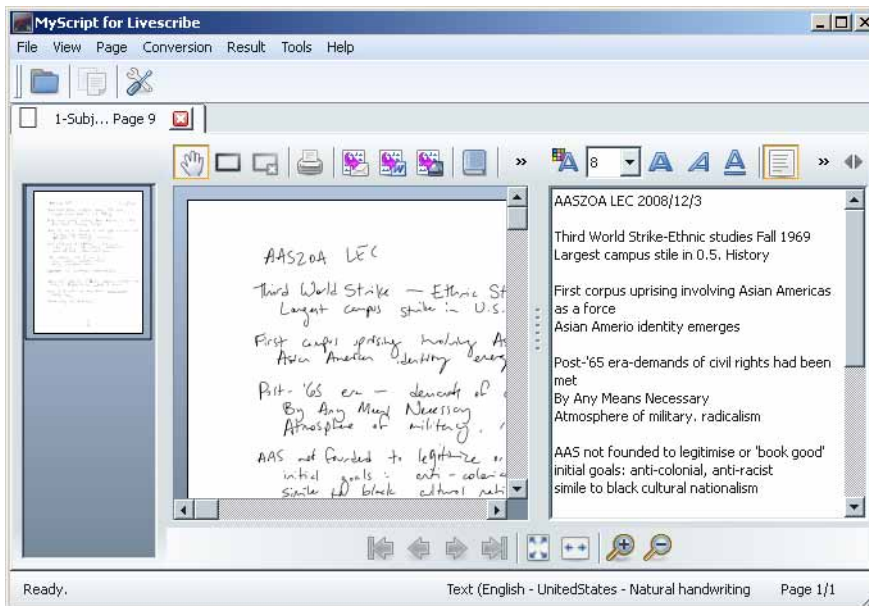 MyScript for Livescribe
File View Page Conversion Result Tools Help
1-Subj... Page 9
8
AAS20A LEC
Third World Strike — Ethnic St
Largest campus strike in U.S.
First campus uprising involving As
Asian American identity emerg
Post-'65 era — demands of
By Any Means Necessary
Atmosphere of militancy,
AAS not founded to legitimize or
initial goals: anti-colonia
simile to black cultural nati
AASZOA LEC 2008/12/3
Third World Strike-Ethnic studies Fall 1969
Largest campus stile in 0.5. History
First corpus uprising involving Asian Americas
as a force
Asian Amerio identity emerges
Post-'65 era-demands of civil rights had been
met
By Any Means Necessary
Atmosphere of military. radicalism
AAS not founded to legitimise or 'book good'
initial goals: anti-colonial, anti-racist
simile to black cultural nationalism
Ready.
Text (English - UnitedStates - Natural handwriting
Page 1/1